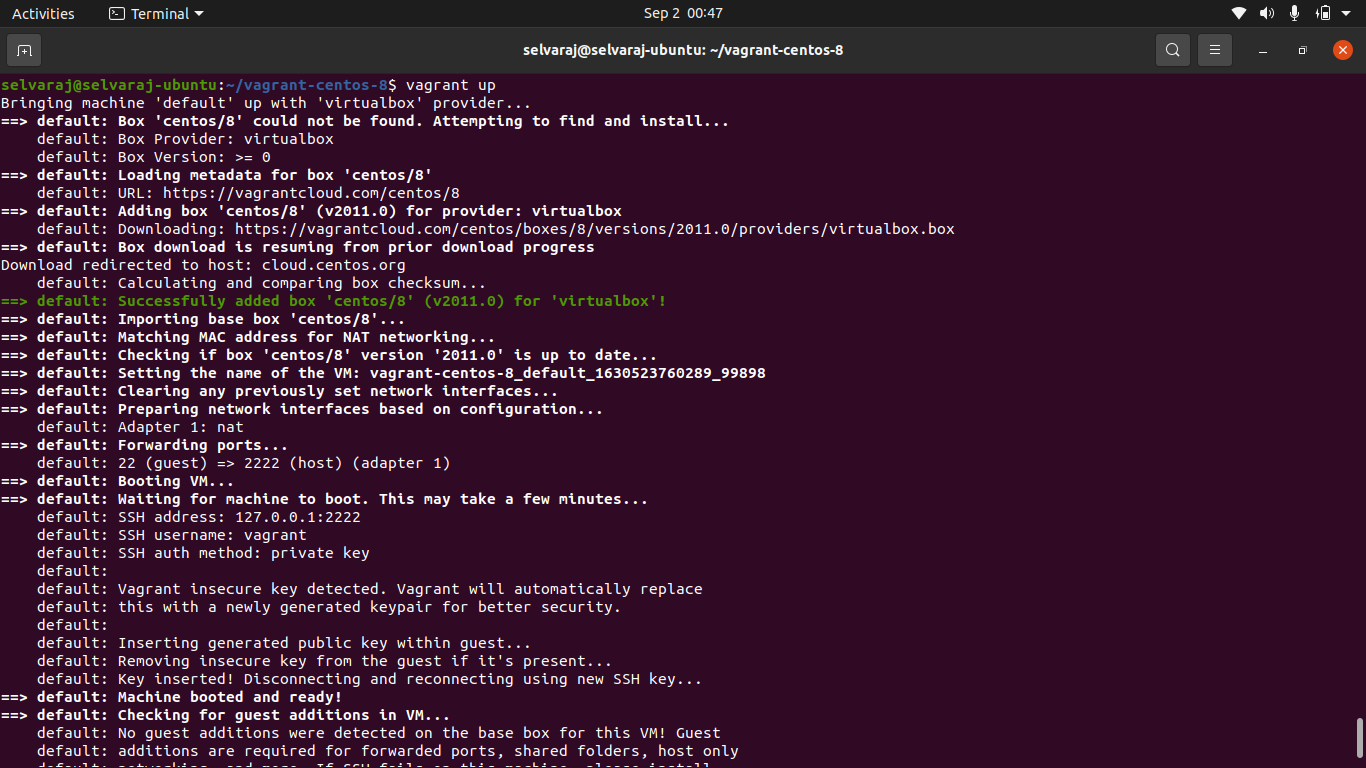 Activities Terminal Sep 2 00:47
selvaraj@selvaraj-ubuntu: ~/vagrant-centos-8
selvaraj@selvaraj-ubuntu:~/vagrant-centos-8$ vagrant up
Bringing machine 'default' up with 'virtualbox' provider...
==> default: Box 'centos/8' could not be found. Attempting to find and install...
    default: Box Provider: virtualbox
    default: Box Version: >= 0
==> default: Loading metadata for box 'centos/8'
    default: URL: https://vagrantcloud.com/centos/8
==> default: Adding box 'centos/8' (v2011.0) for provider: virtualbox
    default: Downloading: https://vagrantcloud.com/centos/boxes/8/versions/2011.0/providers/virtualbox.box
==> default: Box download is resuming from prior download progress
Download redirected to host: cloud.centos.org
    default: Calculating and comparing box checksum...
==> default: Successfully added box 'centos/8' (v2011.0) for 'virtualbox'!
==> default: Importing base box 'centos/8'...
==> default: Matching MAC address for NAT networking...
==> default: Checking if box 'centos/8' version '2011.0' is up to date...
==> default: Setting the name of the VM: vagrant-centos-8_default_1630523760289_99898
==> default: Clearing any previously set network interfaces...
==> default: Preparing network interfaces based on configuration...
    default: Adapter 1: nat
==> default: Forwarding ports...
    default: 22 (guest) => 2222 (host) (adapter 1)
==> default: Booting VM...
==> default: Waiting for machine to boot. This may take a few minutes...
    default: SSH address: 127.0.0.1:2222
    default: SSH username: vagrant
    default: SSH auth method: private key
    default:
    default: Vagrant insecure key detected. Vagrant will automatically replace
    default: this with a newly generated keypair for better security.
    default:
    default: Inserting generated public key within guest...
    default: Removing insecure key from the guest if it's present...
    default: Key inserted! Disconnecting and reconnecting using new SSH key...
==> default: Machine booted and ready!
==> default: Checking for guest additions in VM...
    default: No guest additions were detected on the base box for this VM! Guest
    default: additions are required for forwarded ports, shared folders, host only